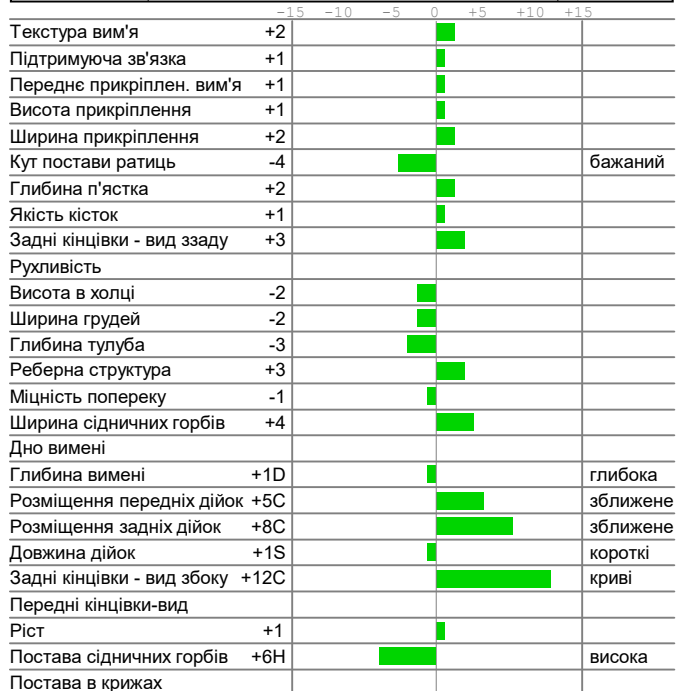 -15 -10 -5 0 +5 +10 +15
Текстура вим'я +2
Підтримуюча зв'язка +1
Переднє прикріплен. вим'я +1
Висота прикріплення +1
Ширина прикріплення +2
Кут постави ратиць -4 бажаний
Глибина п'ястка +2
Якість кісток +1
Задні кінцівки - вид ззаду +3
Рухливість
Висота в холці -2
Ширина грудей -2
Глибина тулуба -3
Реберна структура +3
Міцність попереку -1
Ширина сідничних горбів +4
Дно вимені
Глибина вимені +1D глибока
Розміщення передніх дійок +5C зближене
Розміщення задніх дійок +8C зближене
Довжина дійок +1S короткі
Задні кінцівки - вид збоку +12C криві
Передні кінцівки-вид
Ріст +1
Постава сідничних горбів +6H висока
Постава в крижах